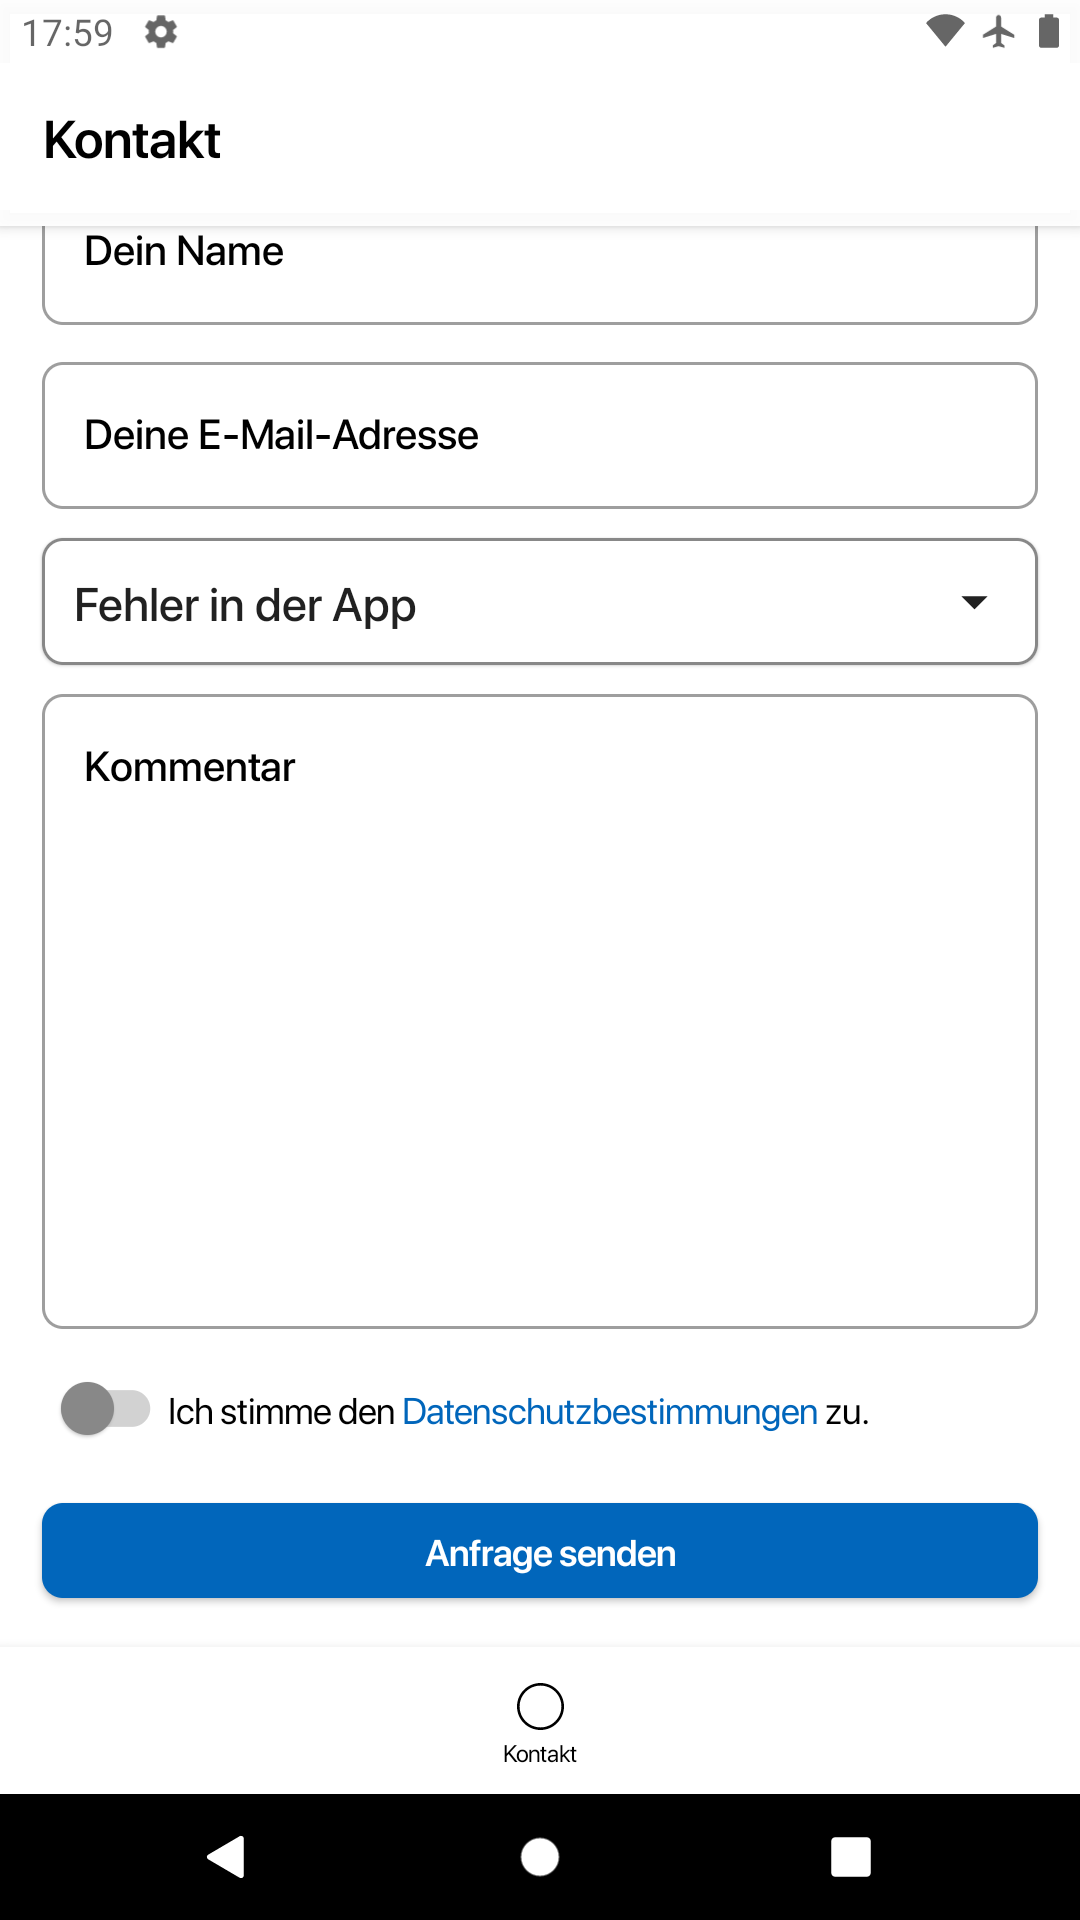 17:59
Kontakt
Dein Name
Deine E-Mail-Adresse
Fehler in der App
Kommentar
Ich stimme den Datenschutzbestimmungen zu.
Anfrage senden
Kontakt